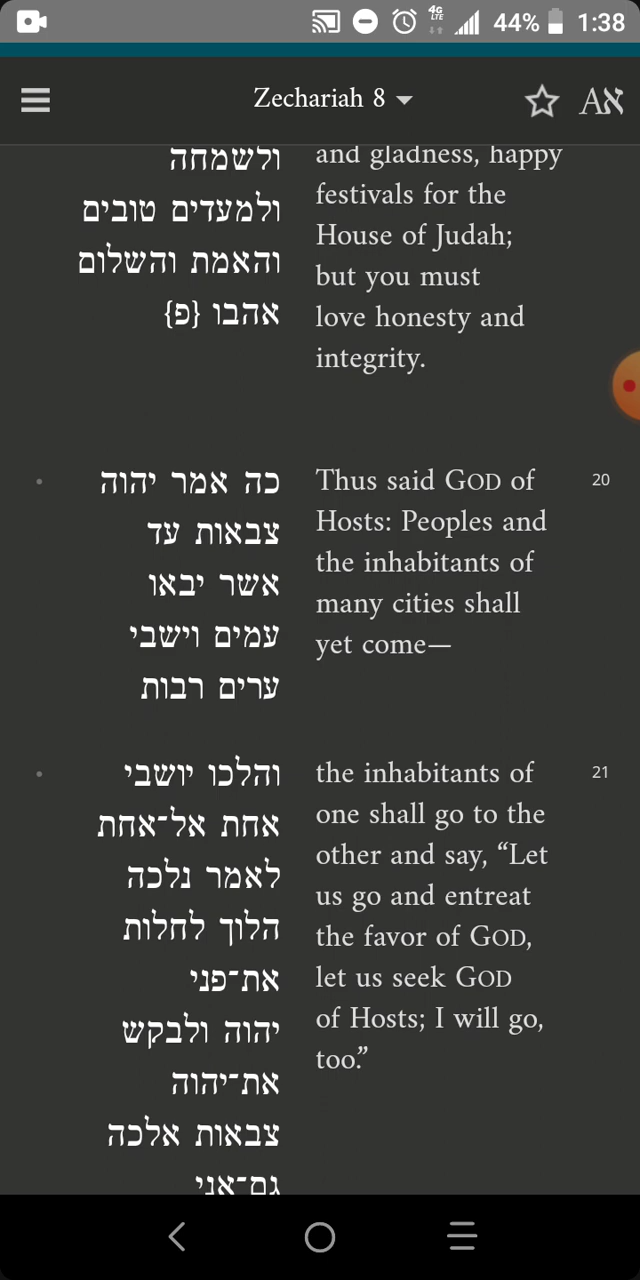 4G
LTE
44%
1:38
Zechariah 8
Aא
ולשמחה
ולמעדים טובים
והאמת והשלום
אהבו {פ}
and gladness, happy
festivals for the
House of Judah;
but you must
love honesty and
integrity.
כה אמר יהוה
צבאות עד
אשר יבאו
עמים וישבי
ערים רבות
Thus said GOD of
Hosts: Peoples and
the inhabitants of
many cities shall
yet come—
20
והלכו יושבי
אחת אל־אחת
לאמר נלכה
הלוך לחלות
את־פני
יהוה ולבקש
את־יהוה
צבאות אלכה
גם־אני
the inhabitants of
one shall go to the
other and say, “Let
us go and entreat
the favor of GOD,
let us seek GOD
of Hosts; I will go,
too.”
21